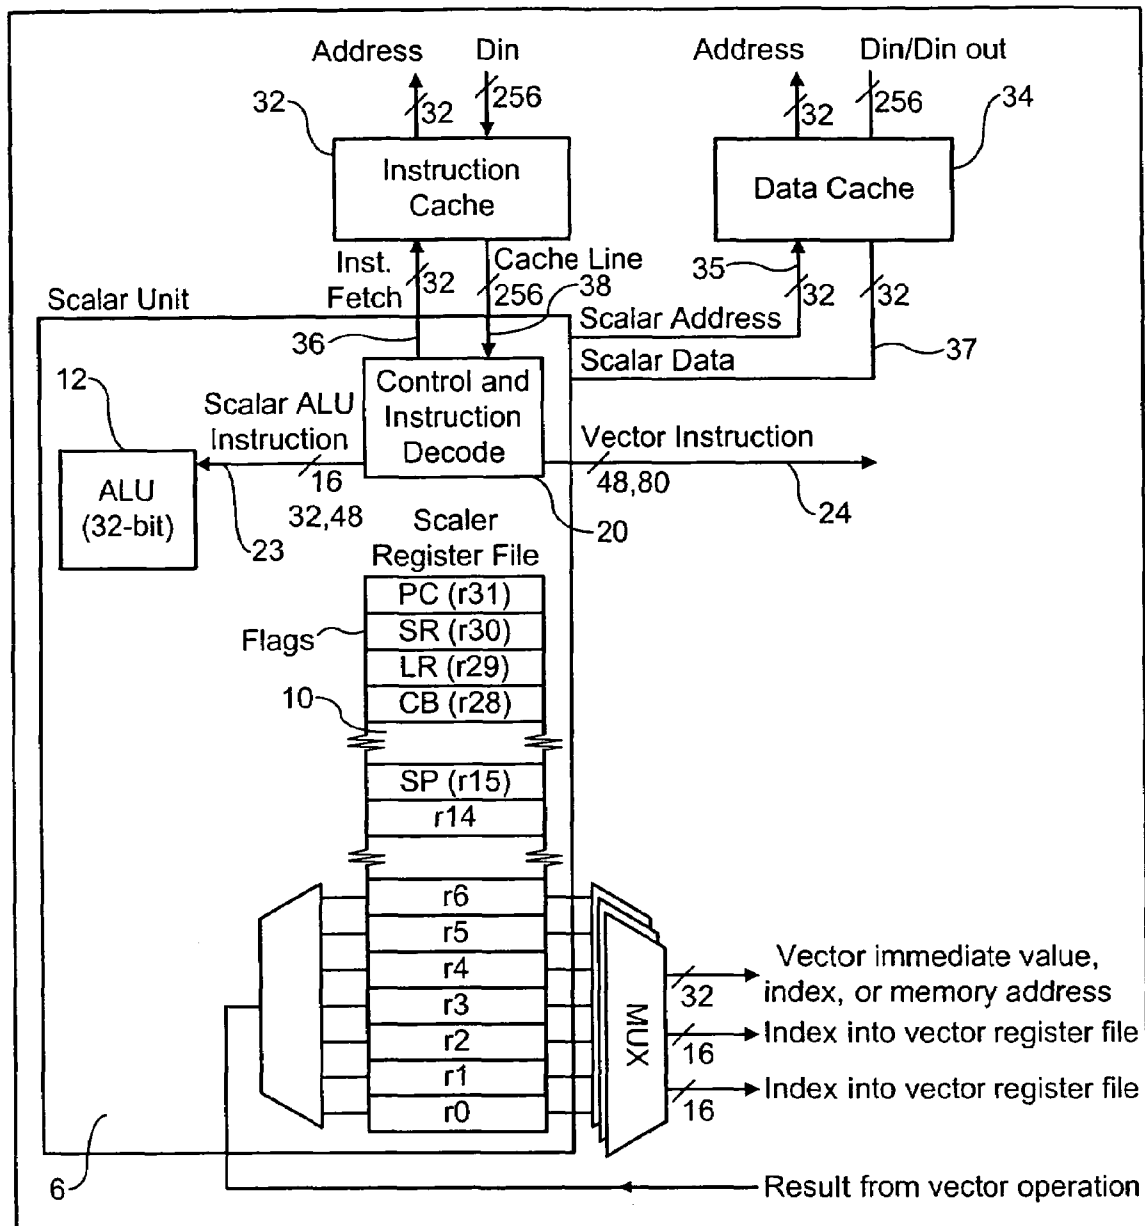 Address
Din
Address
Din/Din out
32
32
256
32
256
34
Instruction
Cache
Data Cache
Inst.
Fetch
32
Cache Line
256
38
35
32
32
Scalar Unit
36
Scalar Address
Scalar Data
37
12
Scalar ALU
Instruction
Control and
Instruction
Decode
Vector Instruction
ALU
(32-bit)
16
32,48
48,80
23
20
24
Scaler
Register File
PC (r31)
Flags
SR (r30)
LR (r29)
10
CB (r28)
SP (r15)
r14
r6
r5
r4
r3
r2
r1
r0
MUX
32
Vector immediate value,
index, or memory address
16
Index into vector register file
16
Index into vector register file
6
Result from vector operation